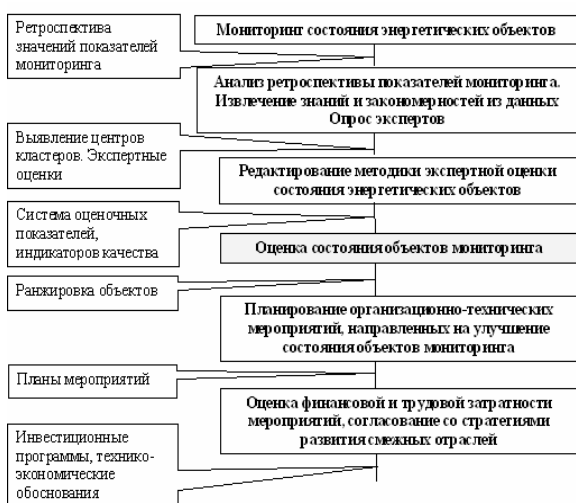 Ретроспектива
значений показателей
мониторинга
Мониторинг состояния энергетических объектов
Анализ ретроспективы показателей мониторинга.
Извлечение знаний и закономерностей из данных
Опрос экспертов
Выявление центров
кластеров. Экспертные
оценки
Редактирование методики экспертной оценки
состояния энергетических объектов
Система оценочных
показателей,
индикаторов качества
Оценка состояния объектов мониторинга
Ранжировка объектов
Планирование организационно-технических
мероприятий, направленных на улучшение
состояния объектов мониторинга
Планы мероприятий
Оценка финансовой и трудовой затратности
мероприятий, согласование со стратегиями
развития смежных отраслей
Инвестиционные
программы, технико-
экономические
обоснования